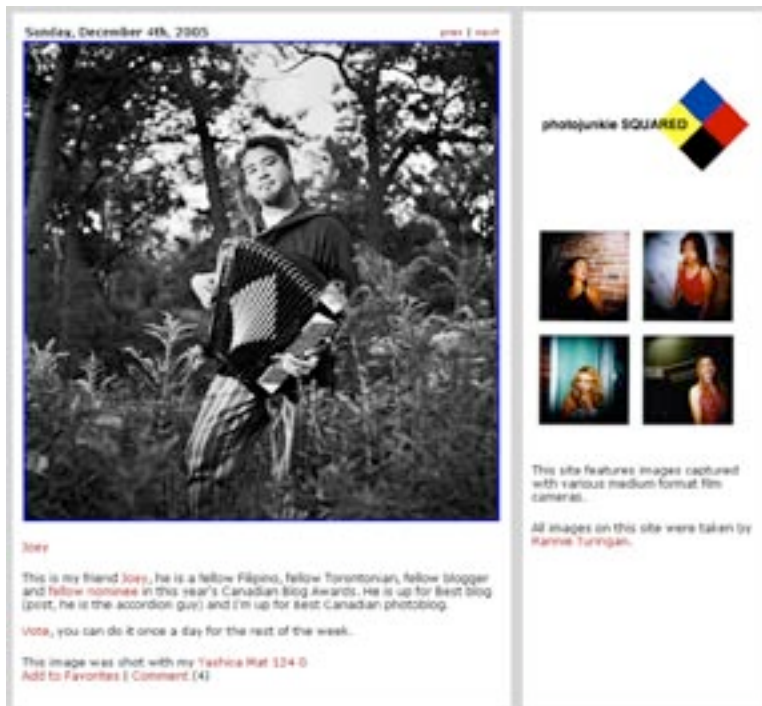 Sunday, December 4th, 2005
prev | next
photojunkie SQUARED
Joey
This is my friend Joey, he is a fellow Filipino, fellow Torontonian, fellow blogger
and fellow nominee in this year's Canadian Blog Awards. He is up for Best blog
(post, he is the accordion guy) and I'm up for Best Canadian photoblog.
Vote, you can do it once a day for the rest of the week.
This image was shot with my Yashica Mat 124 G
Add to Favorites | Comment (4)
This site features images captured
with various medium format film
cameras.
All images on this site were taken by
Rannie Turingan.